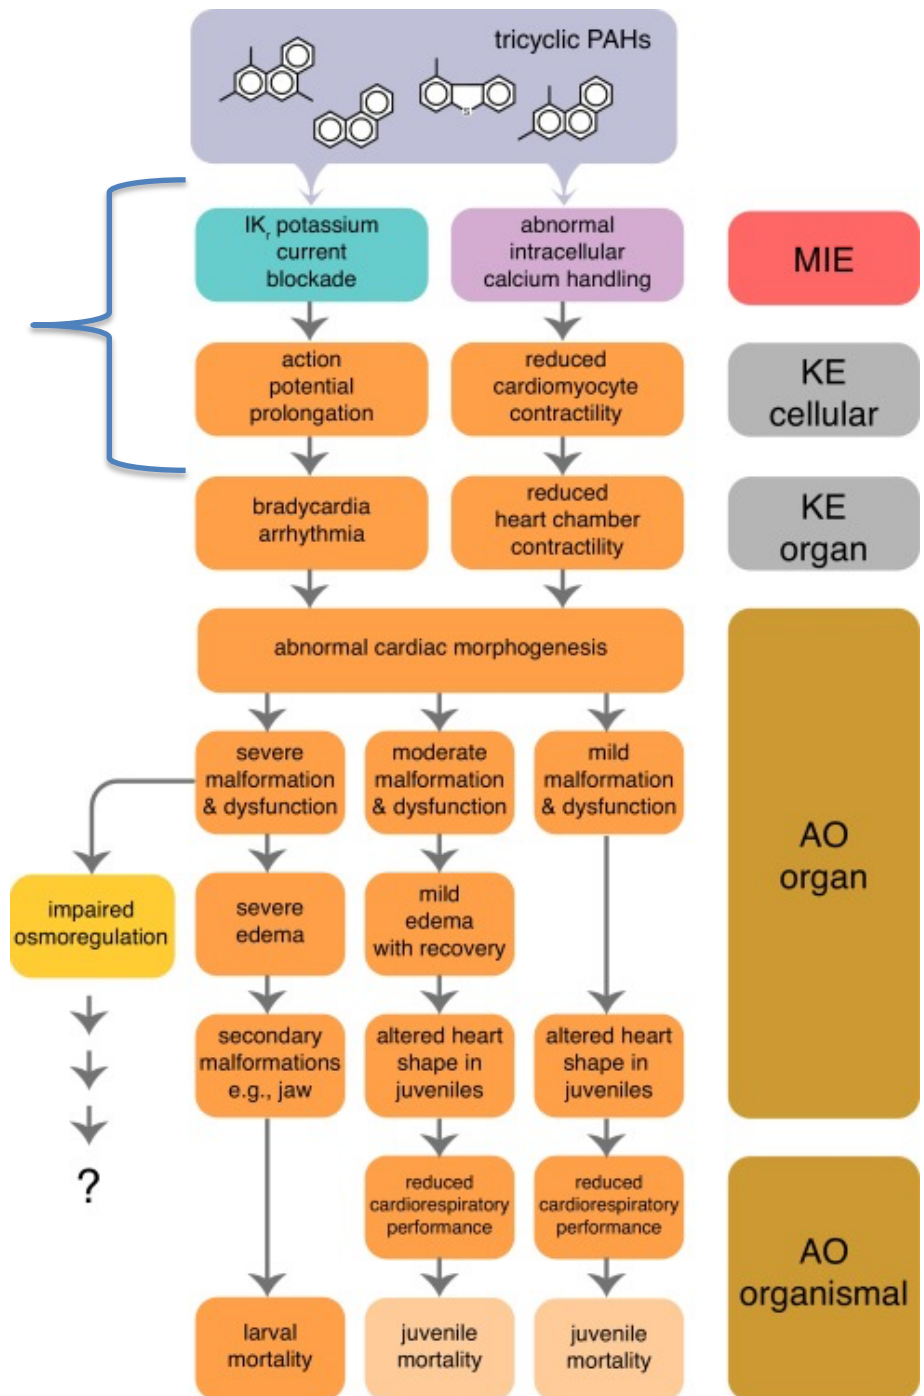 tricyclic PAHs
S
IKr potassium
current
blockade
abnormal
intracellular
calcium handling
MIE
action
potential
prolongation
reduced
cardiomyocyte
contractility
KE
cellular
bradycardia
arrhythmia
reduced
heart chamber
contractility
KE
organ
abnormal cardiac morphogenesis
severe
malformation
& dysfunction
moderate
malformation
& dysfunction
mild
malformation
& dysfunction
AO
organ
impaired
osmoregulation
severe
edema
mild
edema
with recovery
secondary
malformations
e.g., jaw
altered heart
shape in
juveniles
altered heart
shape in
juveniles
?
reduced
cardiorespiratory
performance
reduced
cardiorespiratory
performance
AO
organismal
larval
mortality
juvenile
mortality
juvenile
mortality